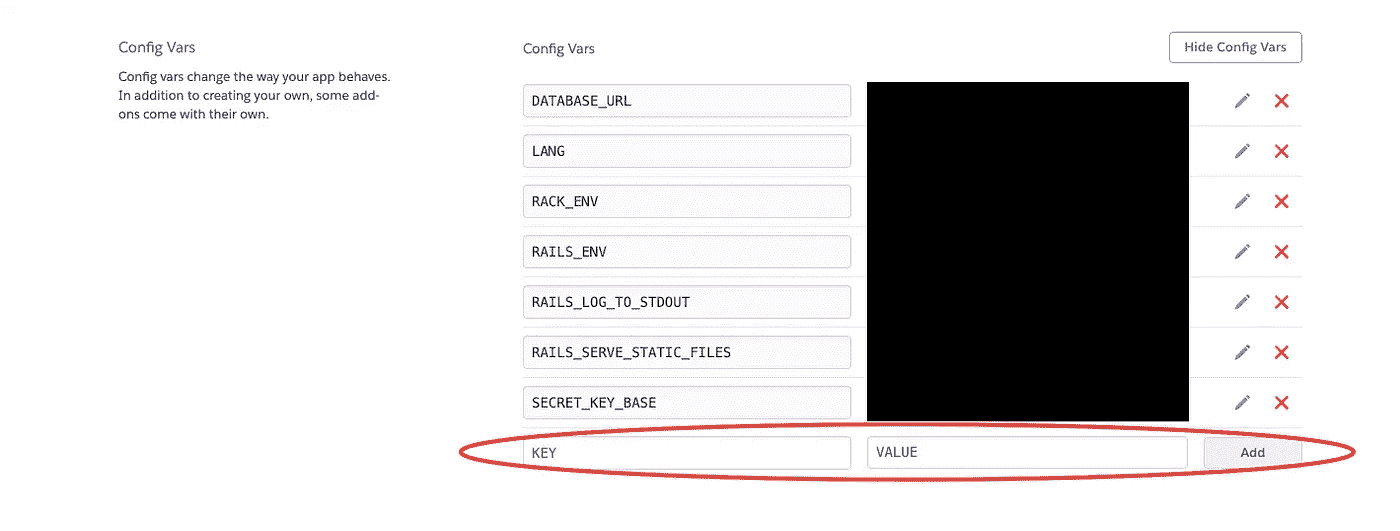 Config Vars
Config vars change the way your app behaves.
In addition to creating your own, some add-
ons come with their own.
Config Vars
Hide Config Vars
DATABASE_URL
LANG
RACK_ENV
RAILS_ENV
RAILS_LOG_TO_STDOUT
RAILS_SERVE_STATIC_FILES
SECRET_KEY_BASE
KEY VALUE Add